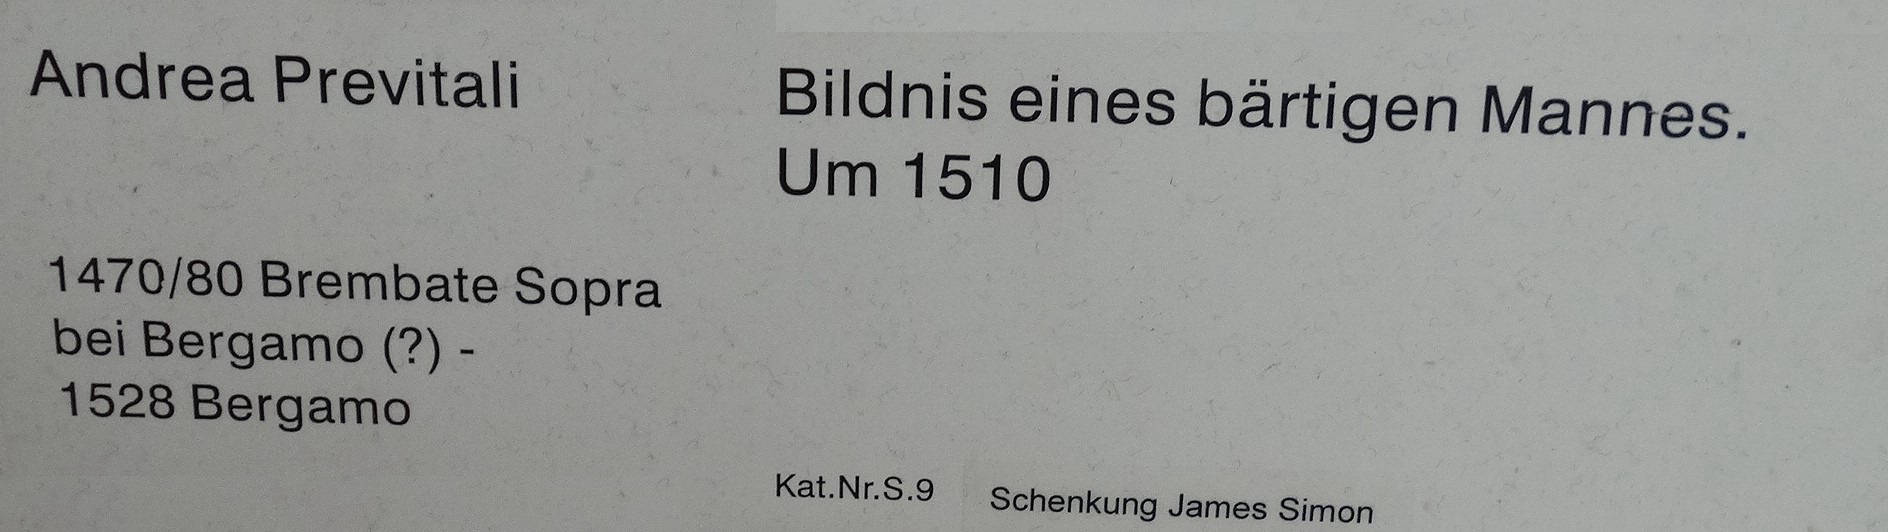 Andrea Previtali
1470/80 Brembate Sopra
bei Bergamo (?) -
1528 Bergamo
Bildnis eines bärtigen Mannes.
Um 1510
Kat.Nr.S.9
Schenkung James Simon